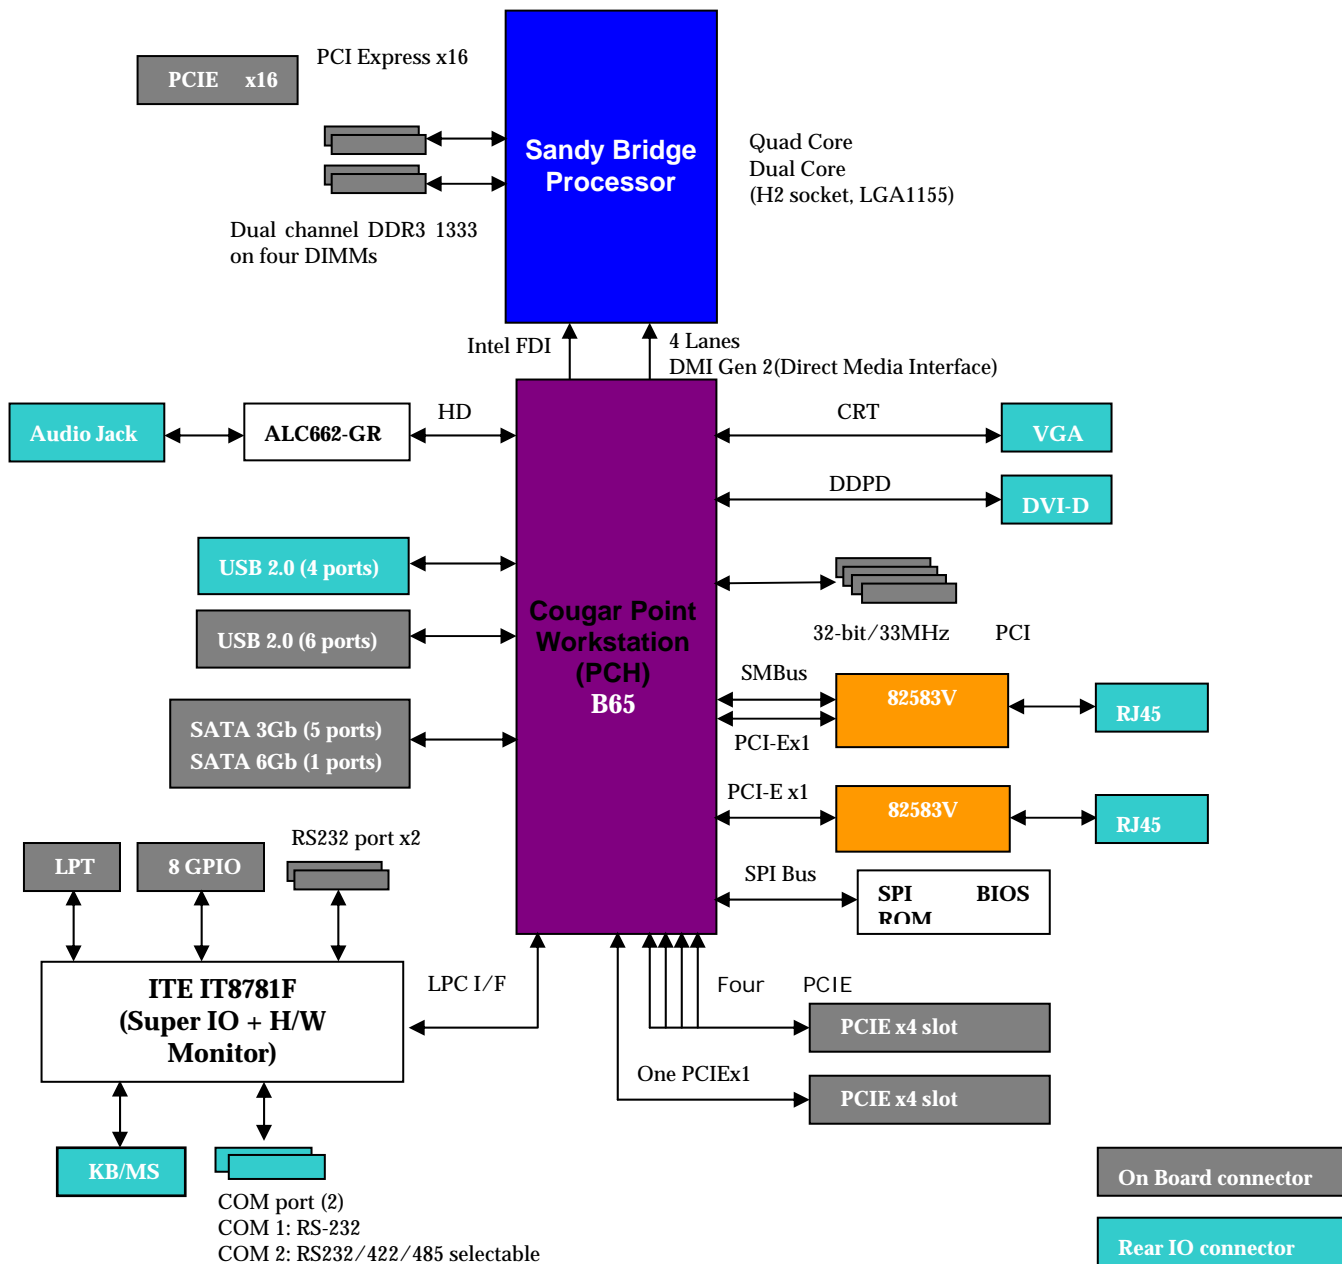 PCI Express x16
PCIE x16
Sandy Bridge
Processor
Quad Core
Dual Core
(H2 socket, LGA1155)
Dual channel DDR3 1333
on four DIMMs
Intel FDI
4 Lanes
DMI Gen 2(Direct Media Interface)
Audio Jack
ALC662-GR
HD
CRT
VGA
DDPD
DVI-D
USB 2.0 (4 ports)
USB 2.0 (6 ports)
Cougar Point
Workstation
(PCH)
B65
32-bit/33MHz PCI
SMBus
82583V
RJ45
PCI-Ex1
SATA 3Gb (5 ports)
SATA 6Gb (1 ports)
PCI-E x1
82583V
RJ45
RS232 port x2
LPT
8 GPIO
SPI Bus
SPI BIOS
ROM
ITE IT8781F
(Super IO + H/W
Monitor)
LPC I/F
Four PCIE
PCIE x4 slot
One PCIEx1
PCIE x4 slot
KB/MS
COM port (2)
COM 1: RS-232
COM 2: RS232/422/485 selectable
On Board connector
Rear IO connector